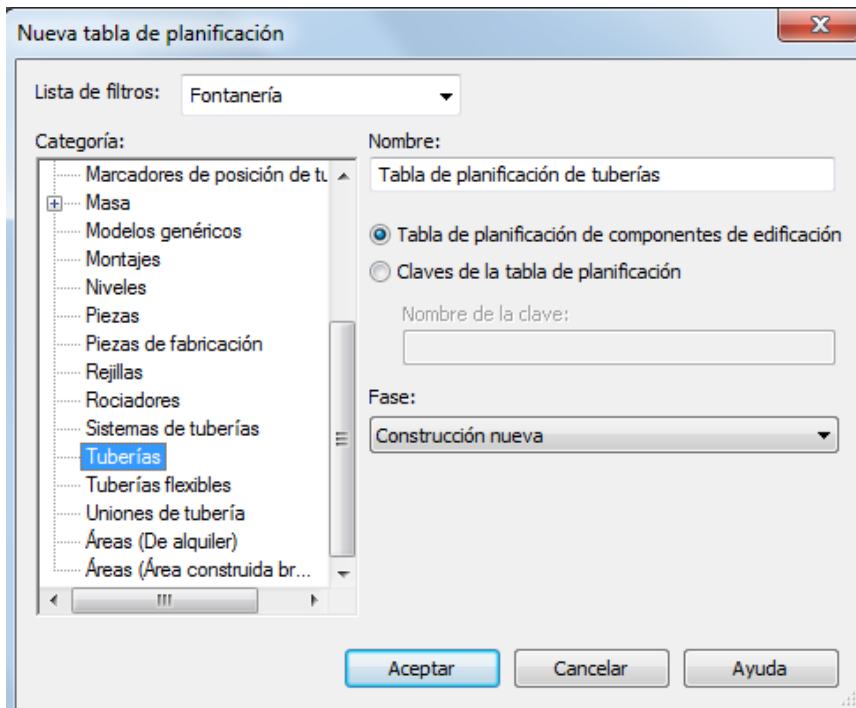 Nueva tabla de planificación
Lista de filtros:
Fontanería
Categoría:
Marcadores de posición de tu
Masa
Modelos genéricos
Montajes
Niveles
Piezas
Piezas de fabricación
Rejillas
Rociadores
Sistemas de tuberías
Tuberías
Tuberías flexibles
Uniones de tubería
Áreas (De alquiler)
Áreas (Área construida br...
Nombre:
Tabla de planificación de tuberías
Tabla de planificación de componentes de edificación
Claves de la tabla de planificación
Nombre de la clave:
Fase:
Construcción nueva
Aceptar
Cancelar
Ayuda